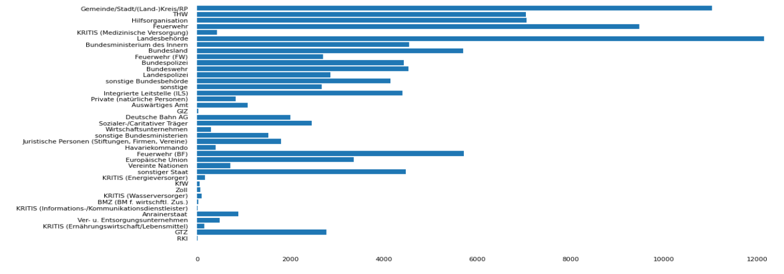 Gemeinde/Stadt/(Land-)Kreis/RP
THW
Hilfsorganisation
Feuerwehr
KRITIS (Medizinische Versorgung)
Landesbehörde
Bundesministerium des Innern
Bundesland
Feuerwehr (FW)
Bundespolizei
Bundeswehr
Landespolizei
sonstige Bundesbehörde
sonstige
Integrierte Leitstelle (ILS)
Private (natürliche Personen)
Auswärtiges Amt
GIZ
Deutsche Bahn AG
Sozialer-/Caritativer Träger
Wirtschaftsunternehmen
sonstige Bundesministerien
Juristische Personen (Stiftungen, Firmen, Vereine)
Havariekommando
Feuerwehr (BF)
Europäische Union
Vereinte Nationen
sonstiger Staat
KRITIS (Energieversorger)
KfW
Zoll
KRITIS (Wasserversorger)
BMZ (BM f. wirtschftl. Zus.)
KRITIS (Informations-/Kommunikationsdienstleister)
Anrainerstaat
Ver- u. Entsorgungsunternehmen
KRITIS (Ernährungswirtschaft/Lebensmittel)
GTZ
RKI
0 2000 4000 6000 8000 10000 12000